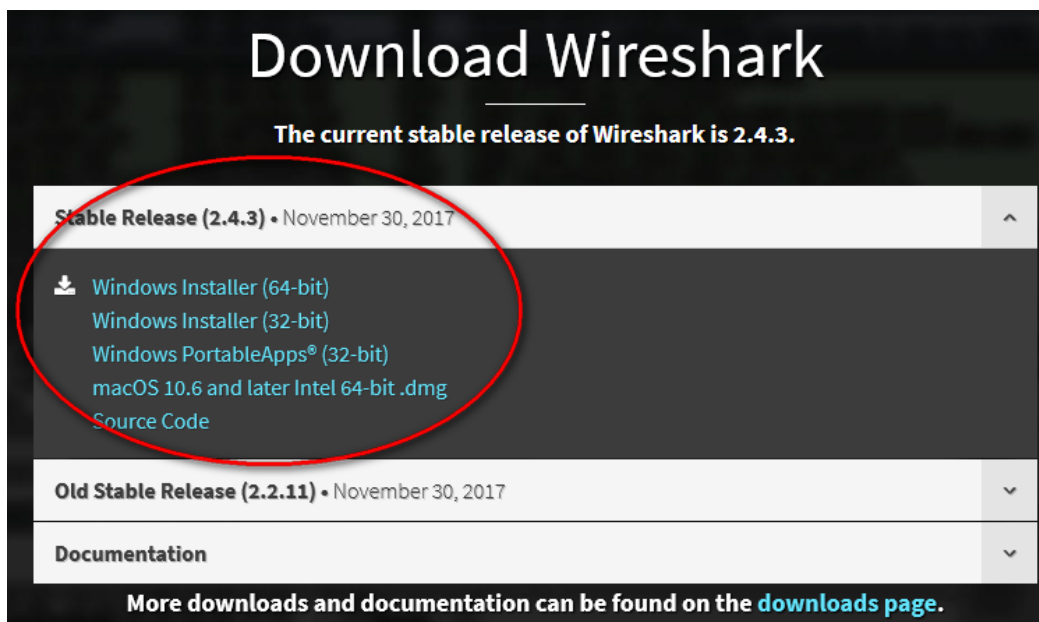 Download Wireshark
The current stable release of Wireshark is 2.4.3.
Stable Release (2.4.3) • November 30, 2017
Windows Installer (64-bit)
Windows Installer (32-bit)
Windows PortableApps® (32-bit)
macOS 10.6 and later Intel 64-bit .dmg
Source Code
Old Stable Release (2.2.11) • November 30, 2017
Documentation
More downloads and documentation can be found on the downloads page.